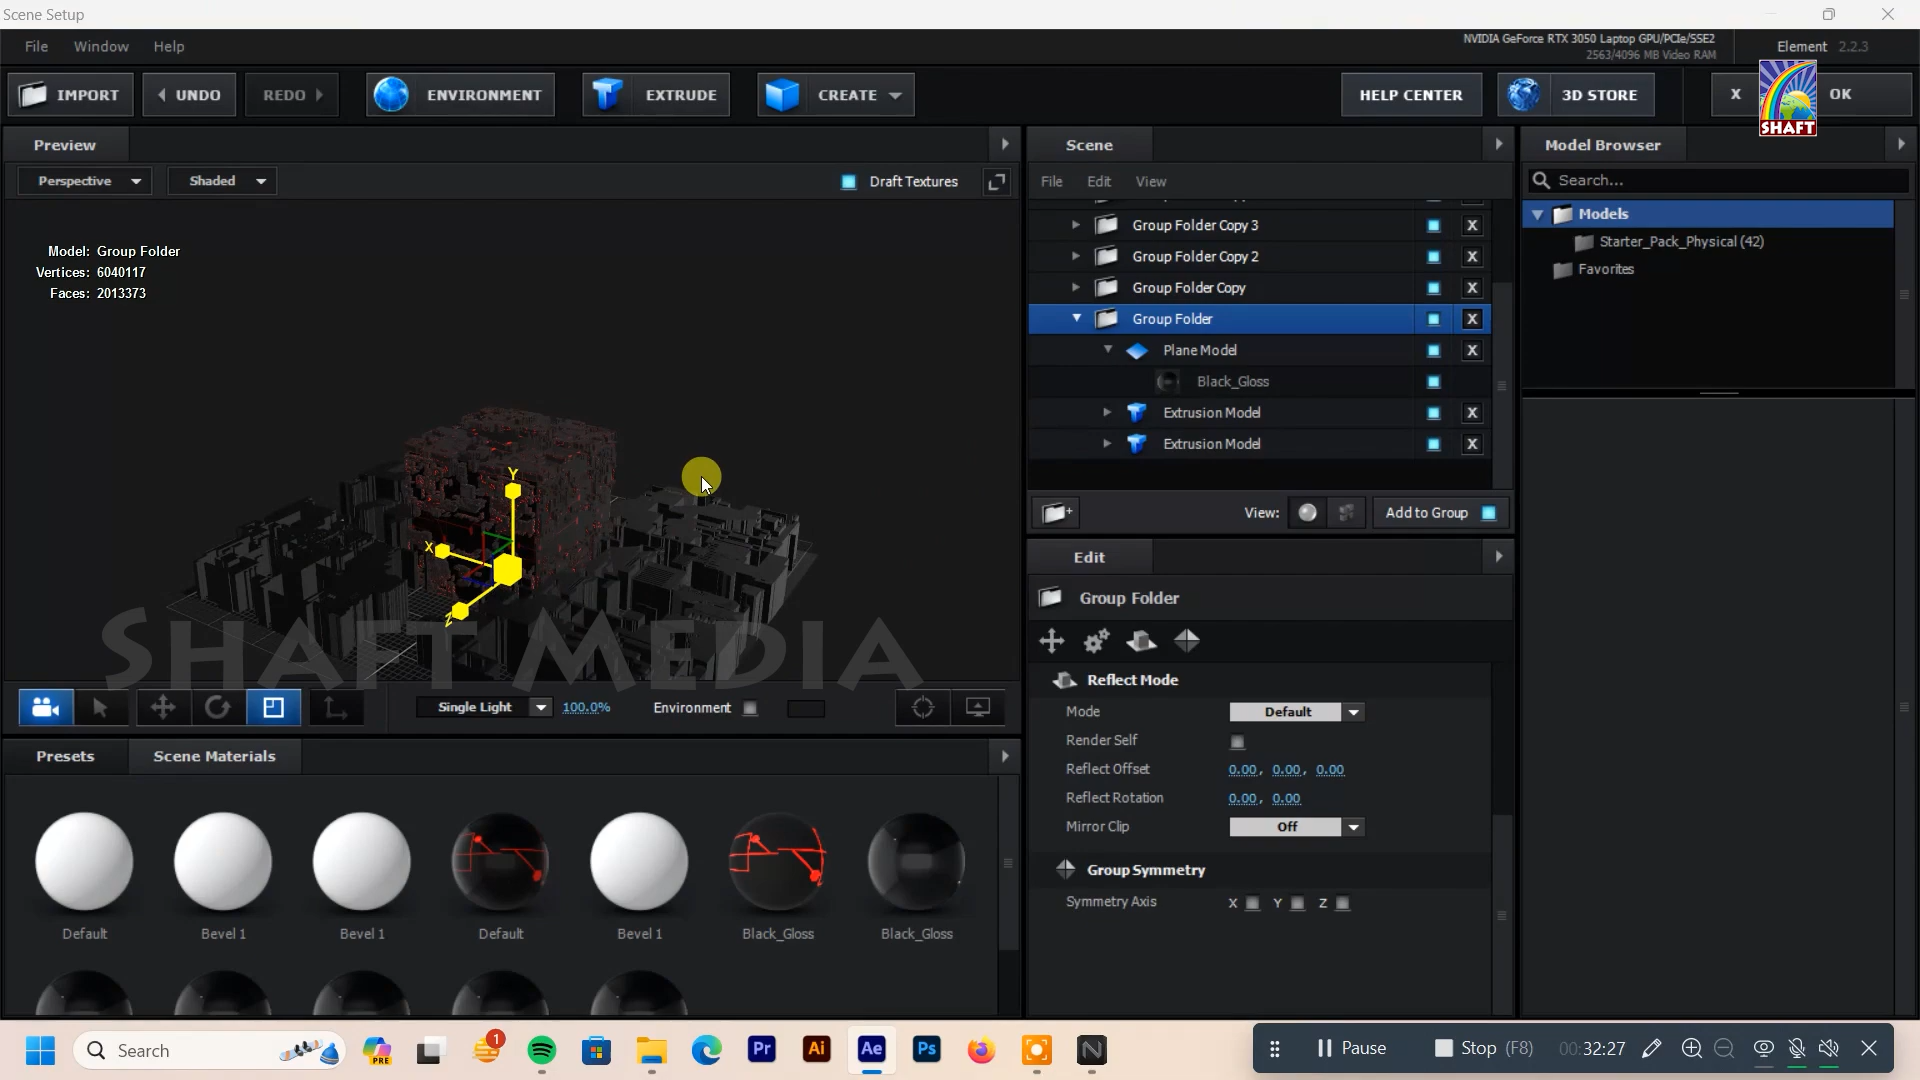 Scene Setup
File Window Help
NVIDIA GeForce RTX 3050 Laptop GPU/PCIe/SSE2
2563/4096 MB Video RAM
Element 2.2.3
IMPORT UNDO REDO ENVIRONMENT EXTRUDE CREATE HELP CENTER 3D STORE X OK
SHAFT
Preview
Perspective Shaded Draft Textures
Model: Group Folder
Vertices: 6040117
Faces: 2013373
Y
X
Z
SHAFT MEDIA
Single Light 100.0% Environment
Presets Scene Materials
Default Bevel 1 Bevel 1 Default Bevel 1 Black_Gloss Black_Gloss
Scene
File Edit View
Group Folder Copy 3 X
Group Folder Copy 2 X
Group Folder Copy X
Group Folder X
Plane Model X
Black_Gloss
Extrusion Model X
Extrusion Model X
View: Add to Group
Edit
Group Folder
Reflect Mode
Mode Default
Render Self
Reflect Offset 0.00, 0.00, 0.00
Reflect Rotation 0.00, 0.00
Mirror Clip Off
Group Symmetry
Symmetry Axis X Y Z
Model Browser
Search...
Models
Starter_Pack_Physical (42)
Favorites
Search
PRE
1
Pr
Ai
Ae
Ps
N
Pause Stop (F8) 00:32:27